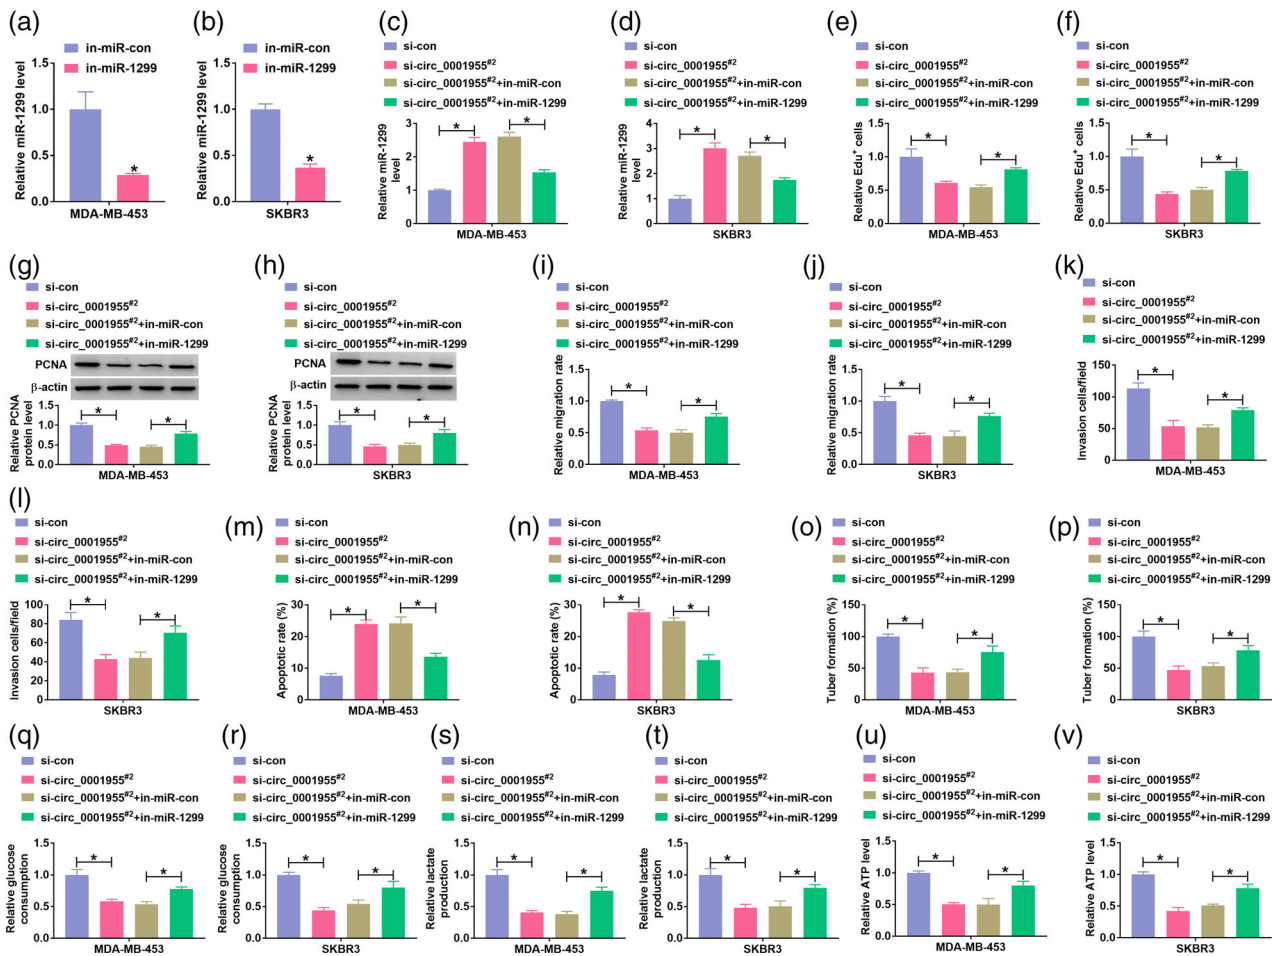 (a)
in-miR-con
in-miR-1299
Relative miR-1299 level
1.5
1.0
0.5
0.0
*
MDA-MB-453
(b)
in-miR-con
in-miR-1299
Relative miR-1299 level
1.5
1.0
0.5
0.0
*
SKBR3
(c)
si-con
si-circ_0001955#2
si-circ_0001955#2+in-miR-con
si-circ_0001955#2+in-miR-1299
Relative miR-1299
level
3
2
1
0
* *
MDA-MB-453
(d)
si-con
si-circ_0001955#2
si-circ_0001955#2+in-miR-con
si-circ_0001955#2+in-miR-1299
Relative miR-1299
level
4
3
2
1
0
* *
SKBR3
(e)
si-con
si-circ_0001955#2
si-circ_0001955#2+in-miR-con
si-circ_0001955#2+in-miR-1299
Relative Edu+ cells
1.5
1.0
0.5
0.0
* *
MDA-MB-453
(f)
si-con
si-circ_0001955#2
si-circ_0001955#2+in-miR-con
si-circ_0001955#2+in-miR-1299
Relative Edu+ cells
1.5
1.0
0.5
0.0
* *
SKBR3
(g)
si-con
si-circ_0001955#2
si-circ_0001955#2+in-miR-con
si-circ_0001955#2+in-miR-1299
PCNA
β-actin
Relative PCNA
protein level
1.5
1.0
0.5
0.0
* *
MDA-MB-453
(h)
si-con
si-circ_0001955#2
si-circ_0001955#2+in-miR-con
si-circ_0001955#2+in-miR-1299
PCNA
β-actin
Relative PCNA
protein level
1.5
1.0
0.5
0.0
* *
SKBR3
(i)
si-con
si-circ_0001955#2
si-circ_0001955#2+in-miR-con
si-circ_0001955#2+in-miR-1299
Relative migration rate
1.5
1.0
0.5
0.0
* *
MDA-MB-453
(j)
si-con
si-circ_0001955#2
si-circ_0001955#2+in-miR-con
si-circ_0001955#2+in-miR-1299
Relative migration rate
1.5
1.0
0.5
0.0
* *
SKBR3
(k)
si-con
si-circ_0001955#2
si-circ_0001955#2+in-miR-con
si-circ_0001955#2+in-miR-1299
Invasion cells/field
150
100
50
0
* *
MDA-MB-453
(l)
si-con
si-circ_0001955#2
si-circ_0001955#2+in-miR-con
si-circ_0001955#2+in-miR-1299
Invasion cells/field
100
80
60
40
20
0
* *
SKBR3
(m)
si-con
si-circ_0001955#2
si-circ_0001955#2+in-miR-con
si-circ_0001955#2+in-miR-1299
Apoptotic rate (%)
30
20
10
0
* *
MDA-MB-453
(n)
si-con
si-circ_0001955#2
si-circ_0001955#2+in-miR-con
si-circ_0001955#2+in-miR-1299
Apoptotic rate (%)
30
20
10
0
* *
SKBR3
(o)
si-con
si-circ_0001955#2
si-circ_0001955#2+in-miR-con
si-circ_0001955#2+in-miR-1299
Tuber formation (%)
150
100
50
0
* *
MDA-MB-453
(p)
si-con
si-circ_0001955#2
si-circ_0001955#2+in-miR-con
si-circ_0001955#2+in-miR-1299
Tuber formation (%)
150
100
50
0
* *
SKBR3
(q)
si-con
si-circ_0001955#2
si-circ_0001955#2+in-miR-con
si-circ_0001955#2+in-miR-1299
Relative glucose
consumption
1.5
1.0
0.5
0.0
* *
MDA-MB-453
(r)
si-con
si-circ_0001955#2
si-circ_0001955#2+in-miR-con
si-circ_0001955#2+in-miR-1299
Relative glucose
consumption
1.5
1.0
0.5
0.0
* *
SKBR3
(s)
si-con
si-circ_0001955#2
si-circ_0001955#2+in-miR-con
si-circ_0001955#2+in-miR-1299
Relative lactate
production
1.5
1.0
0.5
0.0
* *
MDA-MB-453
(t)
si-con
si-circ_0001955#2
si-circ_0001955#2+in-miR-con
si-circ_0001955#2+in-miR-1299
Relative lactate
production
1.5
1.0
0.5
0.0
* *
SKBR3
(u)
si-con
si-circ_0001955#2
si-circ_0001955#2+in-miR-con
si-circ_0001955#2+in-miR-1299
Relative ATP level
1.5
1.0
0.5
0.0
* *
MDA-MB-453
(v)
si-con
si-circ_0001955#2
si-circ_0001955#2+in-miR-con
si-circ_0001955#2+in-miR-1299
Relative ATP level
1.5
1.0
0.5
0.0
* *
SKBR3